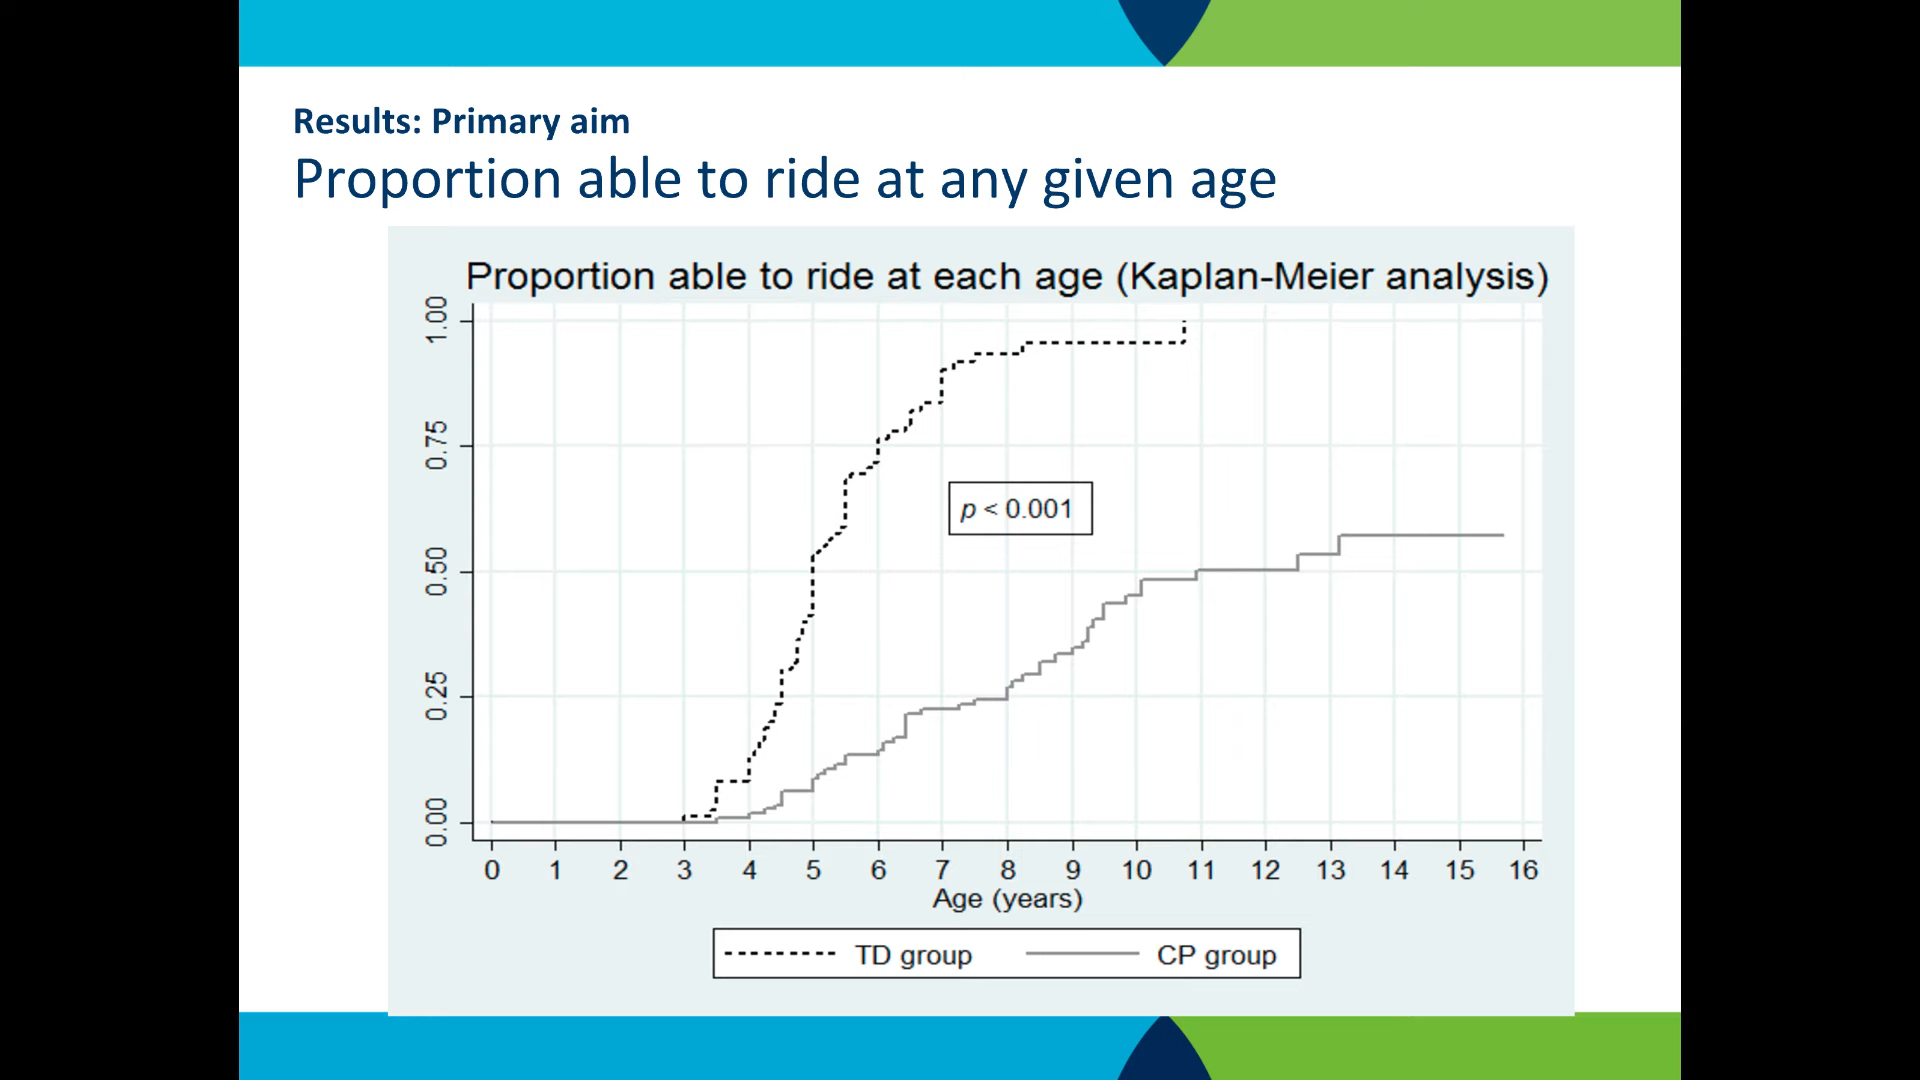 Results: Primary aim
Proportion able to ride at any given age
Proportion able to ride at each age (Kaplan-Meier analysis)
1.00
0.75
0.50
0.25
0.00
p < 0.001
0 1 2 3 4 5 6 7 8 9 10 11 12 13 14 15 16
Age (years)
TD group CP group